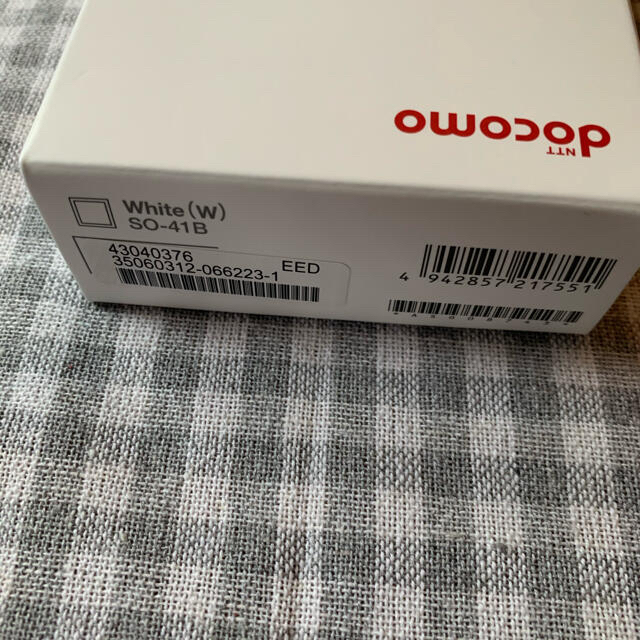 NTT
docomo
White (W)
SO-41B
43040376
35060312-066223-1
EED
4 942857 217551